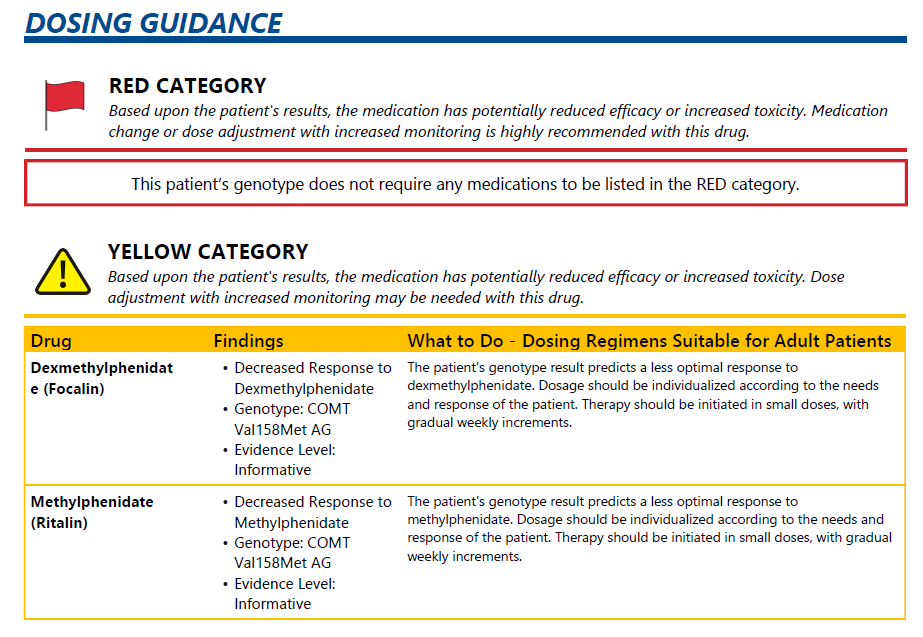 DOSING GUIDANCE
RED CATEGORY
Based upon the patient's results, the medication has potentially reduced efficacy or increased toxicity. Medication
change or dose adjustment with increased monitoring is highly recommended with this drug.
This patient’s genotype does not require any medications to be listed in the RED category.
YELLOW CATEGORY
Based upon the patient's results, the medication has potentially reduced efficacy or increased toxicity. Dose
adjustment with increased monitoring may be needed with this drug.
Drug Findings What to Do - Dosing Regimens Suitable for Adult Patients
Dexmethylphenidat
e (Focalin)
• Decreased Response to
Dexmethylphenidate
• Genotype: COMT
Val158Met AG
• Evidence Level:
Informative
The patient's genotype result predicts a less optimal response to
dexmethylphenidate. Dosage should be individualized according to the needs
and response of the patient. Therapy should be initiated in small doses, with
gradual weekly increments.
Methylphenidate
(Ritalin)
• Decreased Response to
Methylphenidate
• Genotype: COMT
Val158Met AG
• Evidence Level:
Informative
The patient's genotype result predicts a less optimal response to
methylphenidate. Dosage should be individualized according to the needs and
response of the patient. Therapy should be initiated in small doses, with gradual
weekly increments.